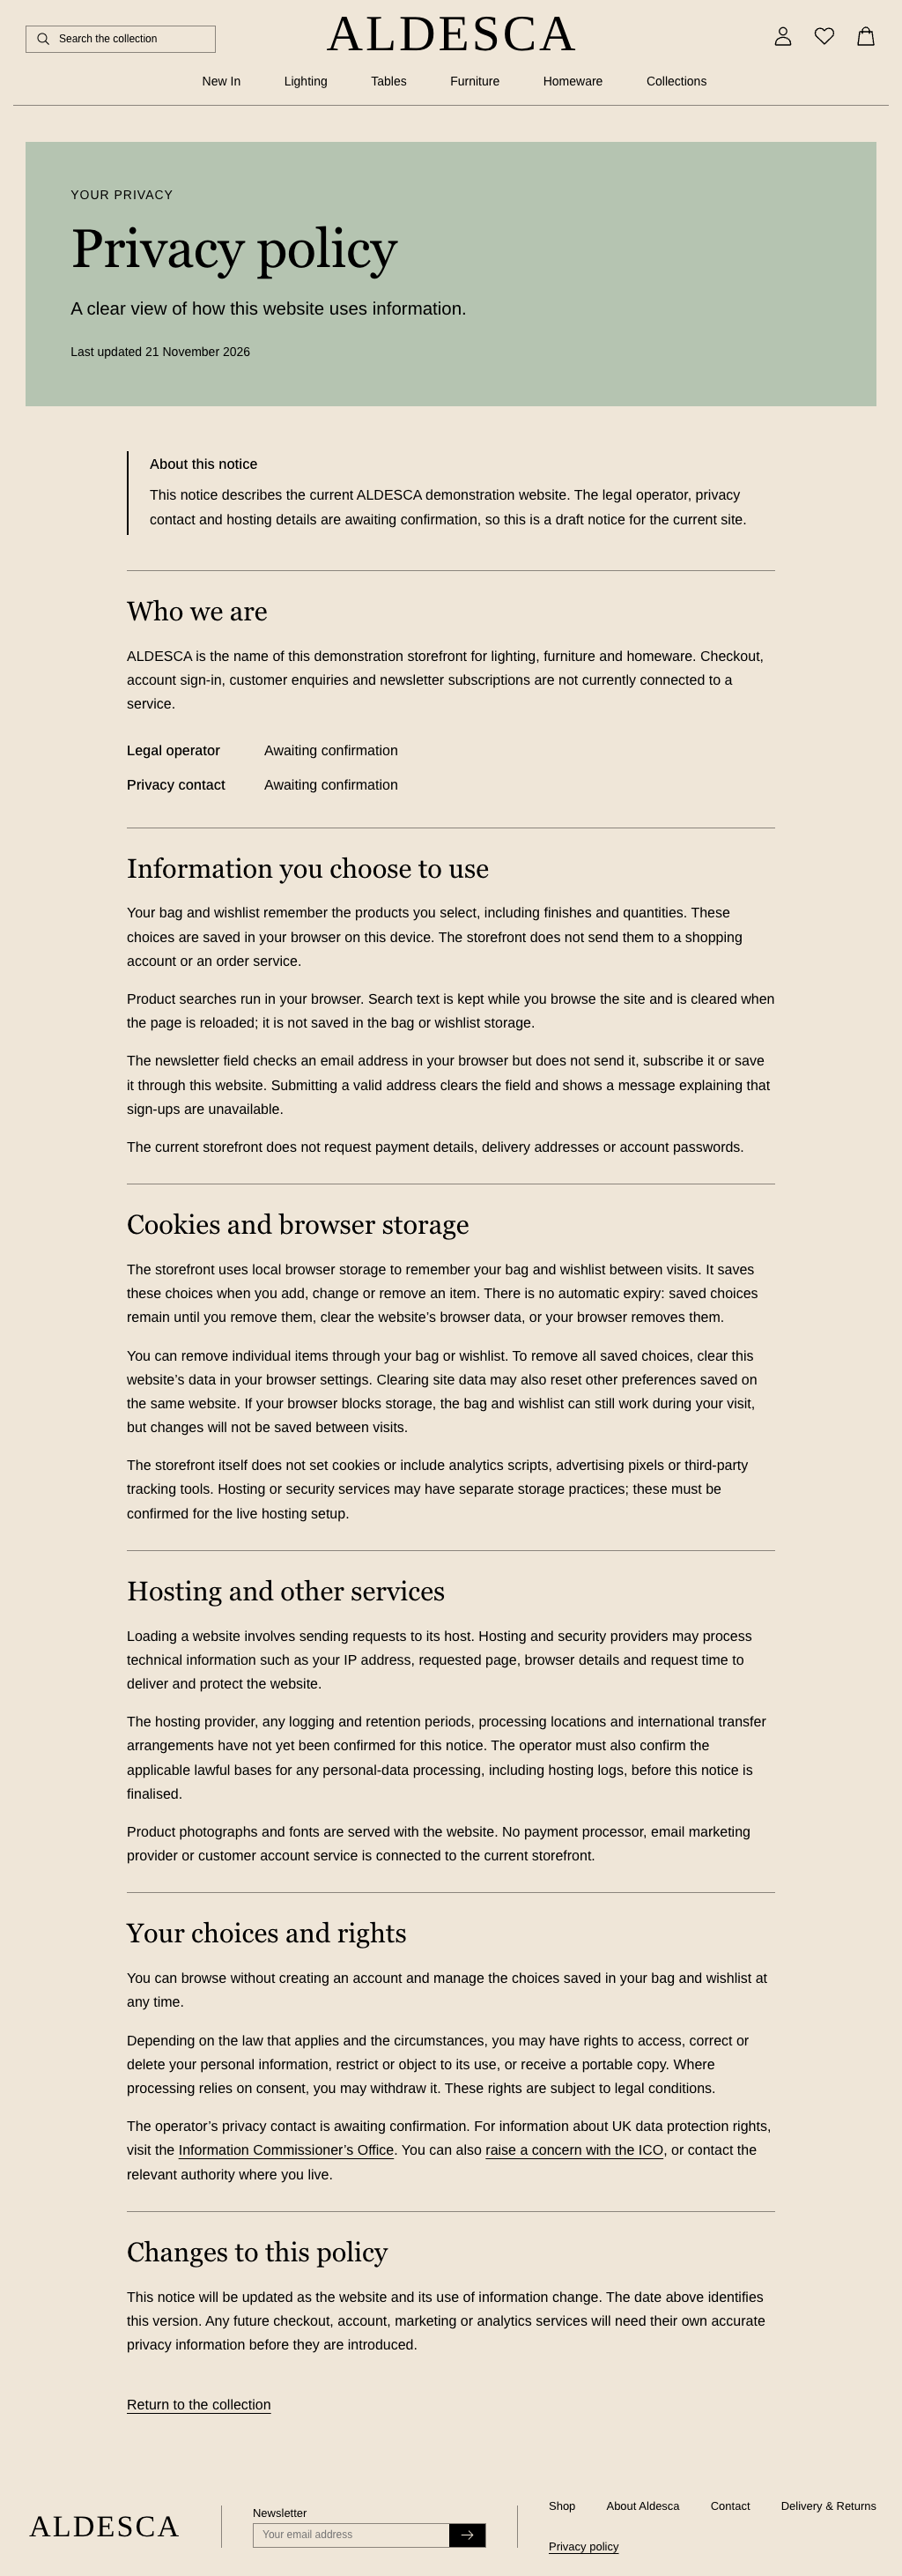 Search the collection
ALDESCA
New In
Lighting
Tables
Furniture
Homeware
Collections
YOUR PRIVACY
Privacy policy
A clear view of how this website uses information.
Last updated 21 November 2026
About this notice
This notice describes the current ALDESCA demonstration website. The legal operator, privacy
contact and hosting details are awaiting confirmation, so this is a draft notice for the current site.
Who we are
ALDESCA is the name of this demonstration storefront for lighting, furniture and homeware. Checkout,
account sign-in, customer enquiries and newsletter subscriptions are not currently connected to a
service.
Legal operator Awaiting confirmation
Privacy contact Awaiting confirmation
Information you choose to use
Your bag and wishlist remember the products you select, including finishes and quantities. These
choices are saved in your browser on this device. The storefront does not send them to a shopping
account or an order service.
Product searches run in your browser. Search text is kept while you browse the site and is cleared when
the page is reloaded; it is not saved in the bag or wishlist storage.
The newsletter field checks an email address in your browser but does not send it, subscribe it or save
it through this website. Submitting a valid address clears the field and shows a message explaining that
sign-ups are unavailable.
The current storefront does not request payment details, delivery addresses or account passwords.
Cookies and browser storage
The storefront uses local browser storage to remember your bag and wishlist between visits. It saves
these choices when you add, change or remove an item. There is no automatic expiry: saved choices
remain until you remove them, clear the website’s browser data, or your browser removes them.
You can remove individual items through your bag or wishlist. To remove all saved choices, clear this
website’s data in your browser settings. Clearing site data may also reset other preferences saved on
the same website. If your browser blocks storage, the bag and wishlist can still work during your visit,
but changes will not be saved between visits.
The storefront itself does not set cookies or include analytics scripts, advertising pixels or third-party
tracking tools. Hosting or security services may have separate storage practices; these must be
confirmed for the live hosting setup.
Hosting and other services
Loading a website involves sending requests to its host. Hosting and security providers may process
technical information such as your IP address, requested page, browser details and request time to
deliver and protect the website.
The hosting provider, any logging and retention periods, processing locations and international transfer
arrangements have not yet been confirmed for this notice. The operator must also confirm the
applicable lawful bases for any personal-data processing, including hosting logs, before this notice is
finalised.
Product photographs and fonts are served with the website. No payment processor, email marketing
provider or customer account service is connected to the current storefront.
Your choices and rights
You can browse without creating an account and manage the choices saved in your bag and wishlist at
any time.
Depending on the law that applies and the circumstances, you may have rights to access, correct or
delete your personal information, restrict or object to its use, or receive a portable copy. Where
processing relies on consent, you may withdraw it. These rights are subject to legal conditions.
The operator’s privacy contact is awaiting confirmation. For information about UK data protection rights,
visit the Information Commissioner’s Office. You can also raise a concern with the ICO, or contact the
relevant authority where you live.
Changes to this policy
This notice will be updated as the website and its use of information change. The date above identifies
this version. Any future checkout, account, marketing or analytics services will need their own accurate
privacy information before they are introduced.
Return to the collection
ALDESCA
Newsletter
Your email address
Shop
About Aldesca
Contact
Delivery & Returns
Privacy policy